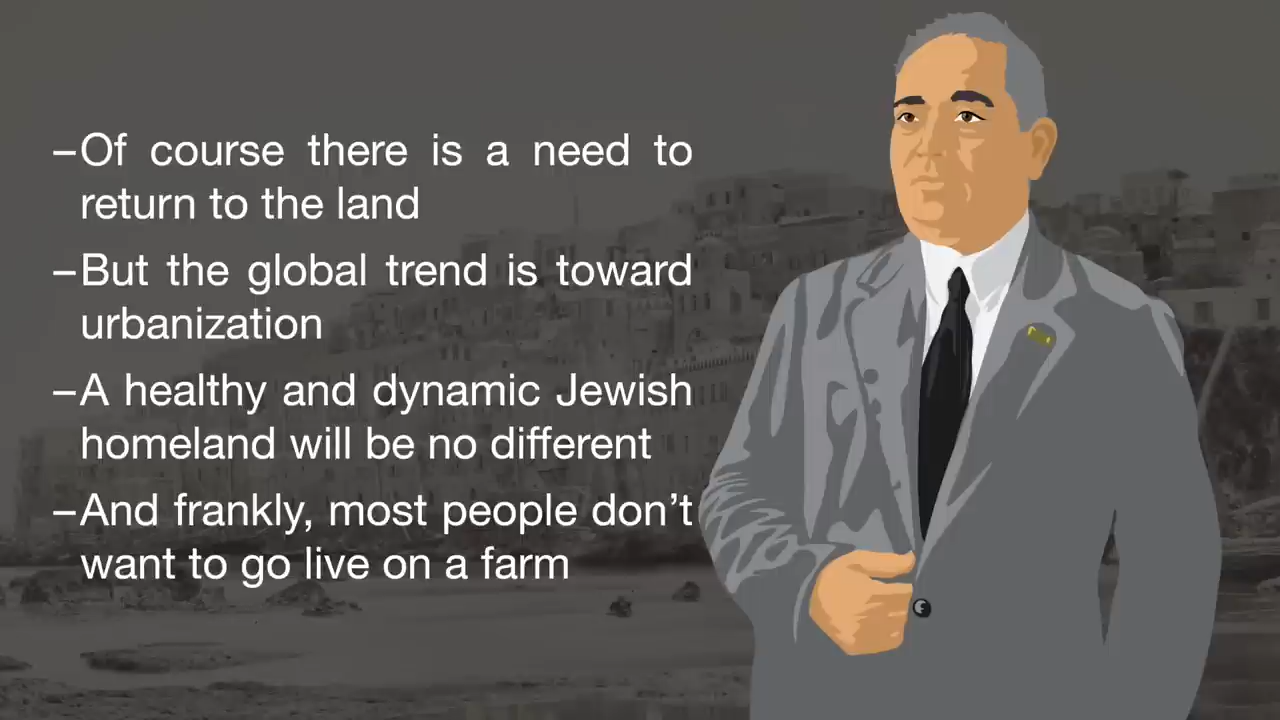 –Of course there is a need to
return to the land
–But the global trend is toward
urbanization
–A healthy and dynamic Jewish
homeland will be no different
–And frankly, most people don’t
want to go live on a farm